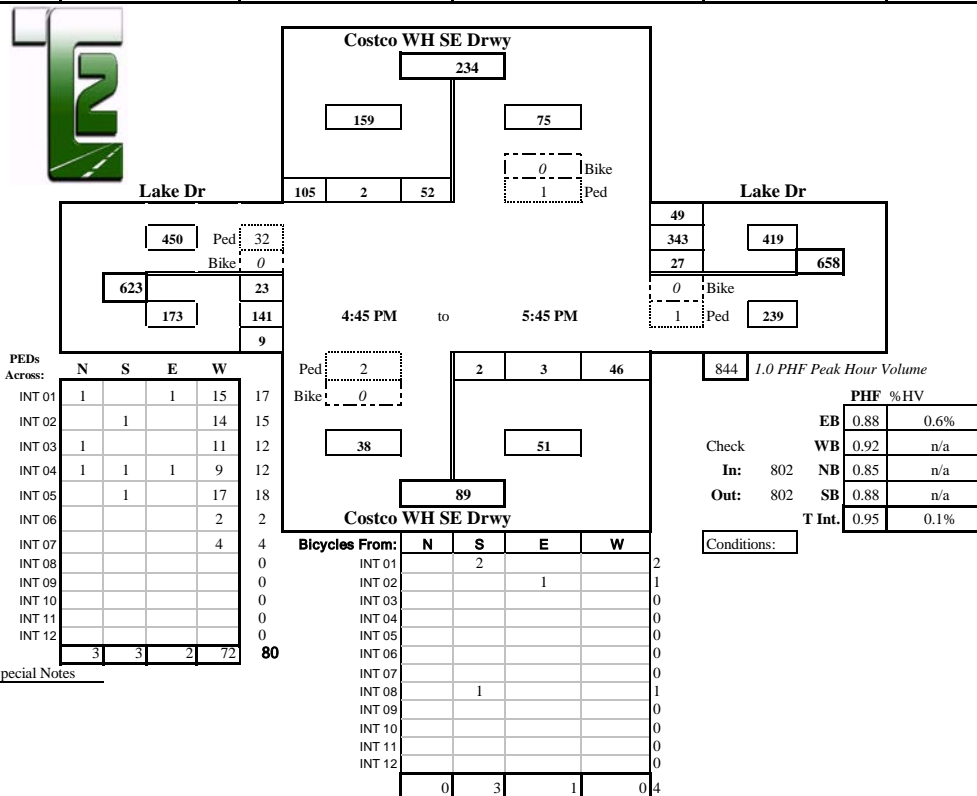 T2
Costco WH SE Drwy
234
159 75
0 Bike
1 Ped
105 2 52
Lake Dr
450 Ped 32
Bike 0
623 23
173 141
9
Lake Dr
49
343 419
27 658
0 Bike
1 Ped 239
4:45 PM to 5:45 PM
Ped 2
Bike 0
2 3 46
38 51
89
Costco WH SE Drwy
844 1.0 PHF Peak Hour Volume
PHF %HV
EB 0.88 0.6%
Check WB 0.92 n/a
In: 802 NB 0.85 n/a
Out: 802 SB 0.88 n/a
T Int. 0.95 0.1%
Conditions:
PEDs
Across: N S E W
INT 01 1 1 15 17
INT 02 1 14 15
INT 03 1 11 12
INT 04 1 1 1 9 12
INT 05 1 17 18
INT 06 2 2
INT 07 4 4
INT 08 0
INT 09 0
INT 10 0
INT 11 0
INT 12 0
3 3 2 72 80
pecial Notes
Bicycles From: N S E W
INT 01 2 2
INT 02 1 1
INT 03 0
INT 04 0
INT 05 0
INT 06 0
INT 07 0
INT 08 1 1
INT 09 0
INT 10 0
INT 11 0
INT 12 0
0 3 1 0 4